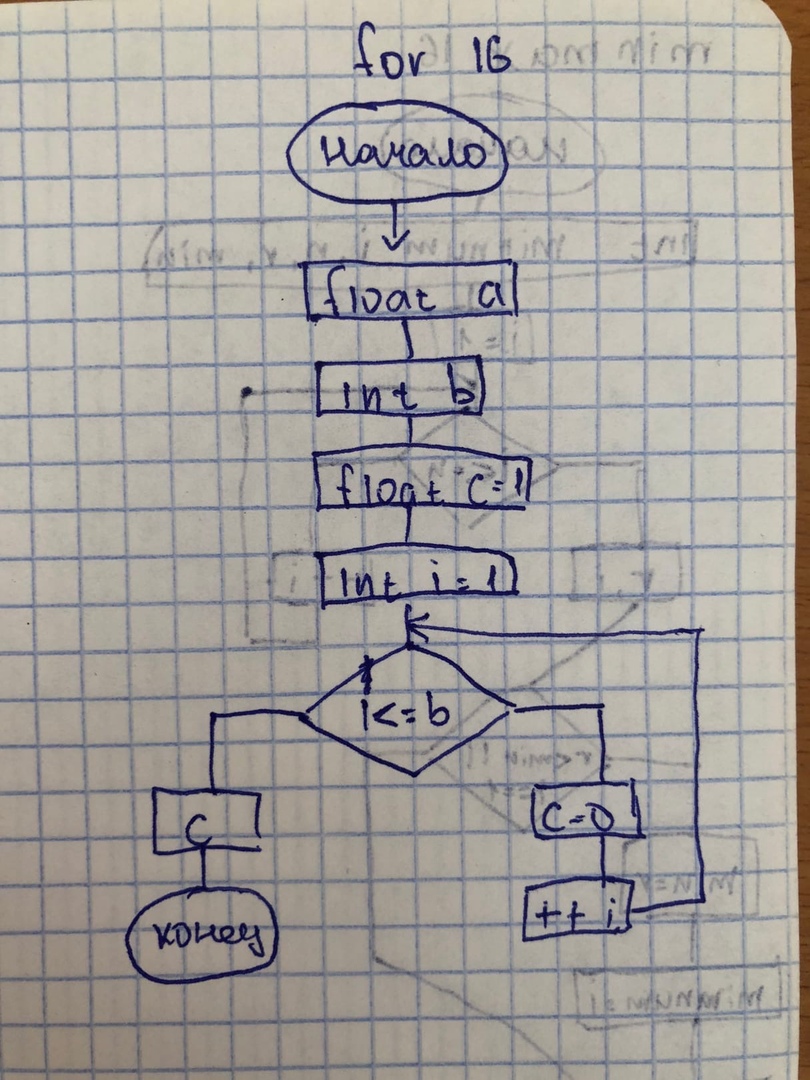 for 16
начало
float a
int b
float c=1
int i=1
i<=b
c
c=0
++i
конец